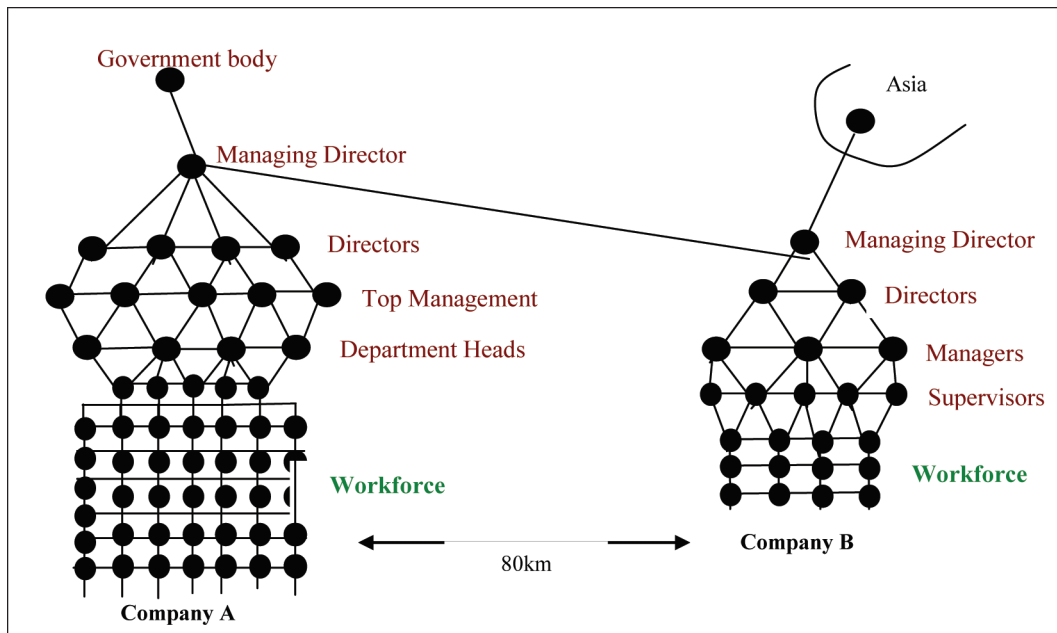 Government body
Asia
Managing Director
Managing Director
Directors
Directors
Top Management
Department Heads
Managers
Supervisors
Workforce
Workforce
Company B
80km
Company A